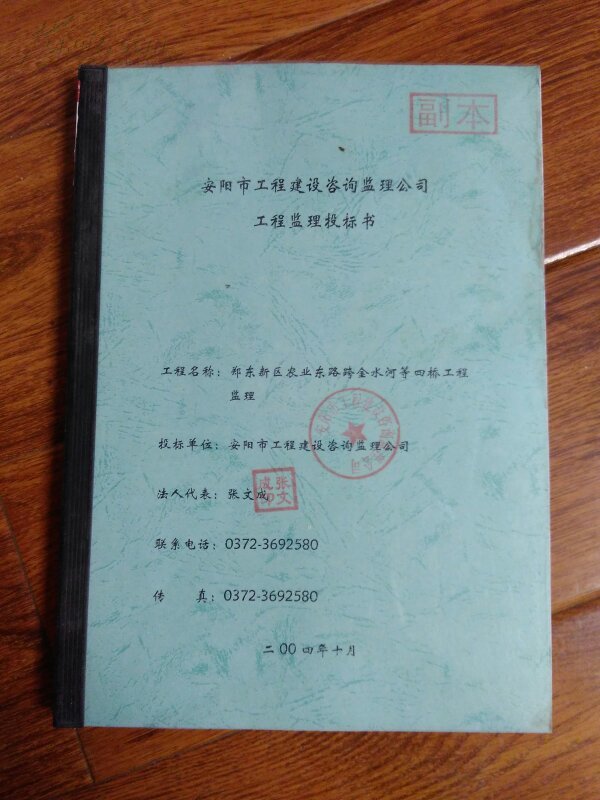 副本
安阳市工程建设咨询监理公司
工程监理投标书
工程名称：郑东新区农业东路跨金水河等四桥工程
监理
投标单位：安阳市工程建设咨询监理公司
法人代表：张文成
张文成印
联系电话：0372-3692580
传 真：0372-3692580
二00四年十月